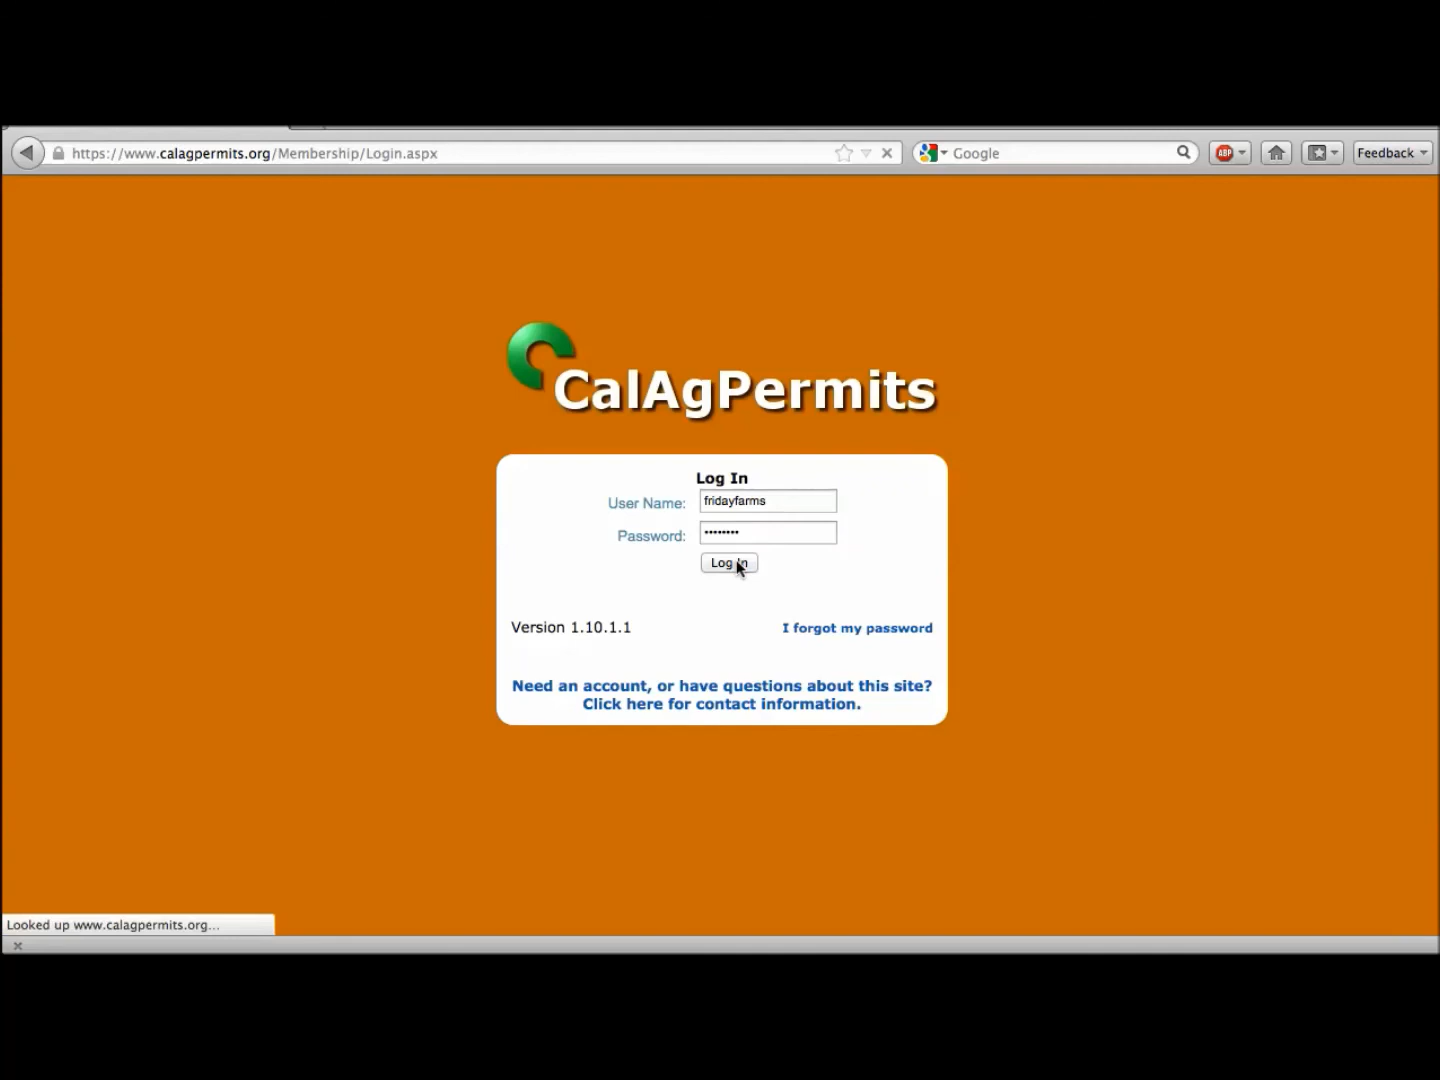 https://www.calagpermits.org/Membership/Login.aspx
Google
ABP
Feedback
CalAgPermits
Log In
User Name: fridayfarms
Password: ••••••••
Log In
Version 1.10.1.1
I forgot my password
Need an account, or have questions about this site?
Click here for contact information.
Looked up www.calagpermits.org...